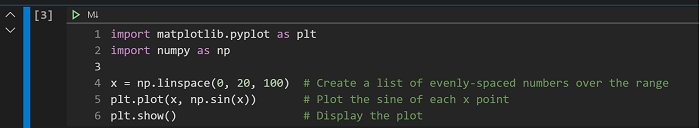 [3] M↓
1 import matplotlib.pyplot as plt
2 import numpy as np
3
4 x = np.linspace(0, 20, 100)  # Create a list of evenly-spaced numbers over the range
5 plt.plot(x, np.sin(x))       # Plot the sine of each x point
6 plt.show()                   # Display the plot